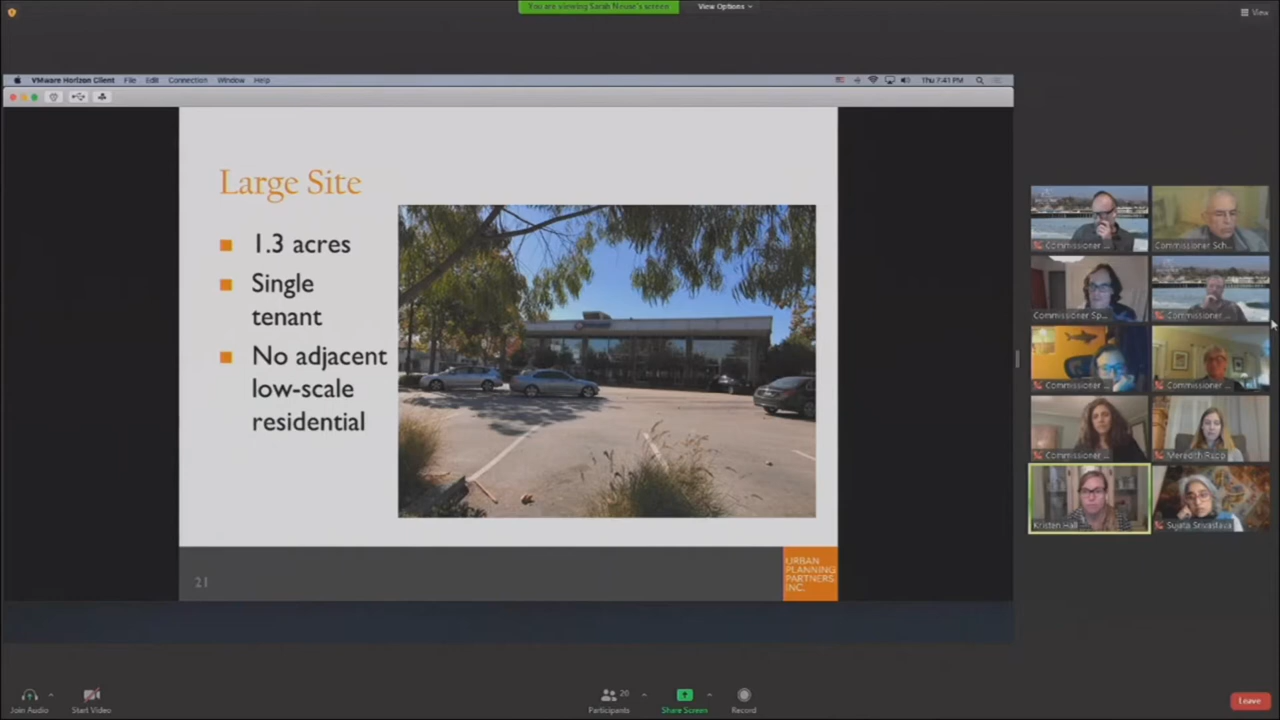 You are viewing Sarah Neuse's screen
View Options
View
VMware Horizon Client File Edit Connection Window Help
Thu 7:41 PM
Large Site
1.3 acres
Single
tenant
No adjacent
low-scale
residential
21
URBAN
PLANNING
PARTNERS
INC.
Commissioner ...
Commissioner Sch...
Commissioner Sp...
Commissioner ...
Commissioner ...
Commissioner ...
Commissioner ...
Meredith Rupp
Kristen Hall
Sujata Srivastava
Join Audio
Start Video
Participants
26
Share Screen
Record
Leave